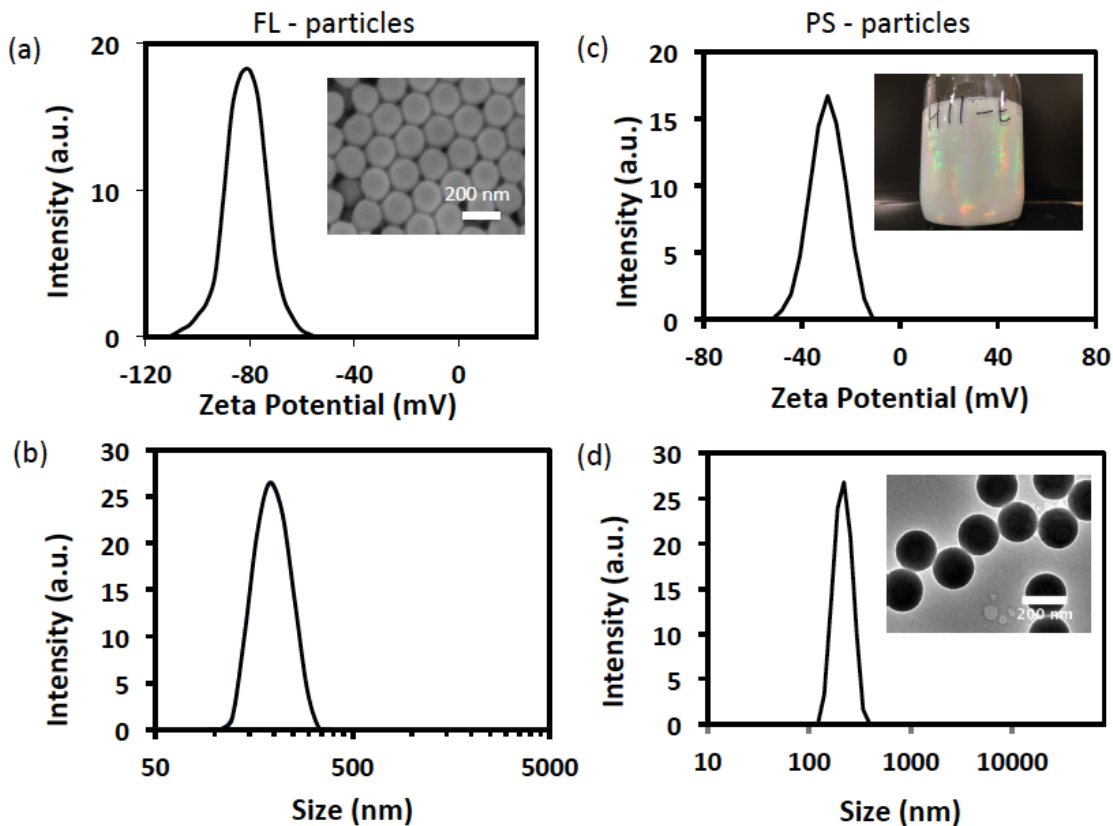 FL - particles
(a)
20
10
0
Intensity (a.u.)
200 nm
-120
-80
-40
0
Zeta Potential (mV)
PS - particles
(c)
20
15
10
5
0
Intensity (a.u.)
-80
-40
0
40
80
Zeta Potential (mV)
(b)
30
25
20
15
10
5
0
Intensity (a.u.)
50
500
5000
Size (nm)
(d)
30
25
20
15
10
5
0
Intensity (a.u.)
200 nm
10
100
1000
10000
Size (nm)